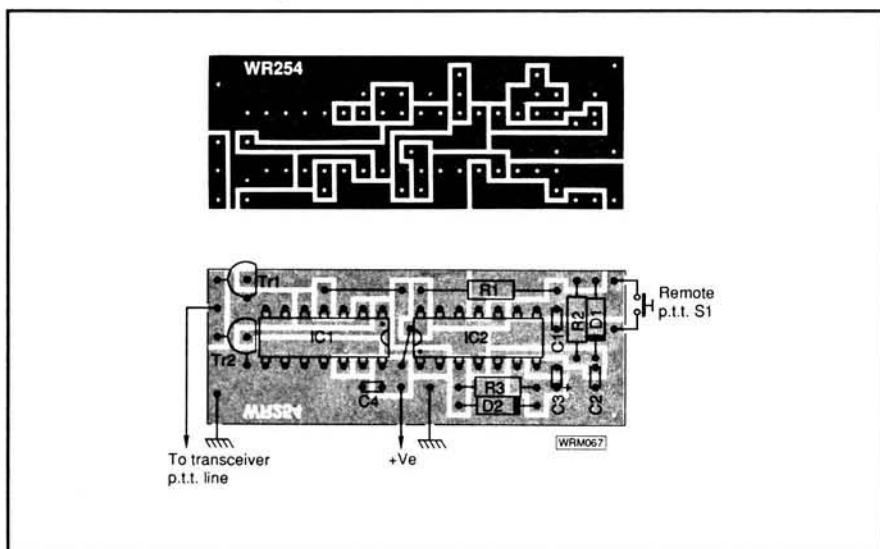 WR254
Tr1
R1
Remote
p.t.t. S1
R2
D1
C1
IC1
IC2
Tr2
R3
C4
D2
C3
+
C2
WR254
WRM067
To transceiver
p.t.t. line
+Ve